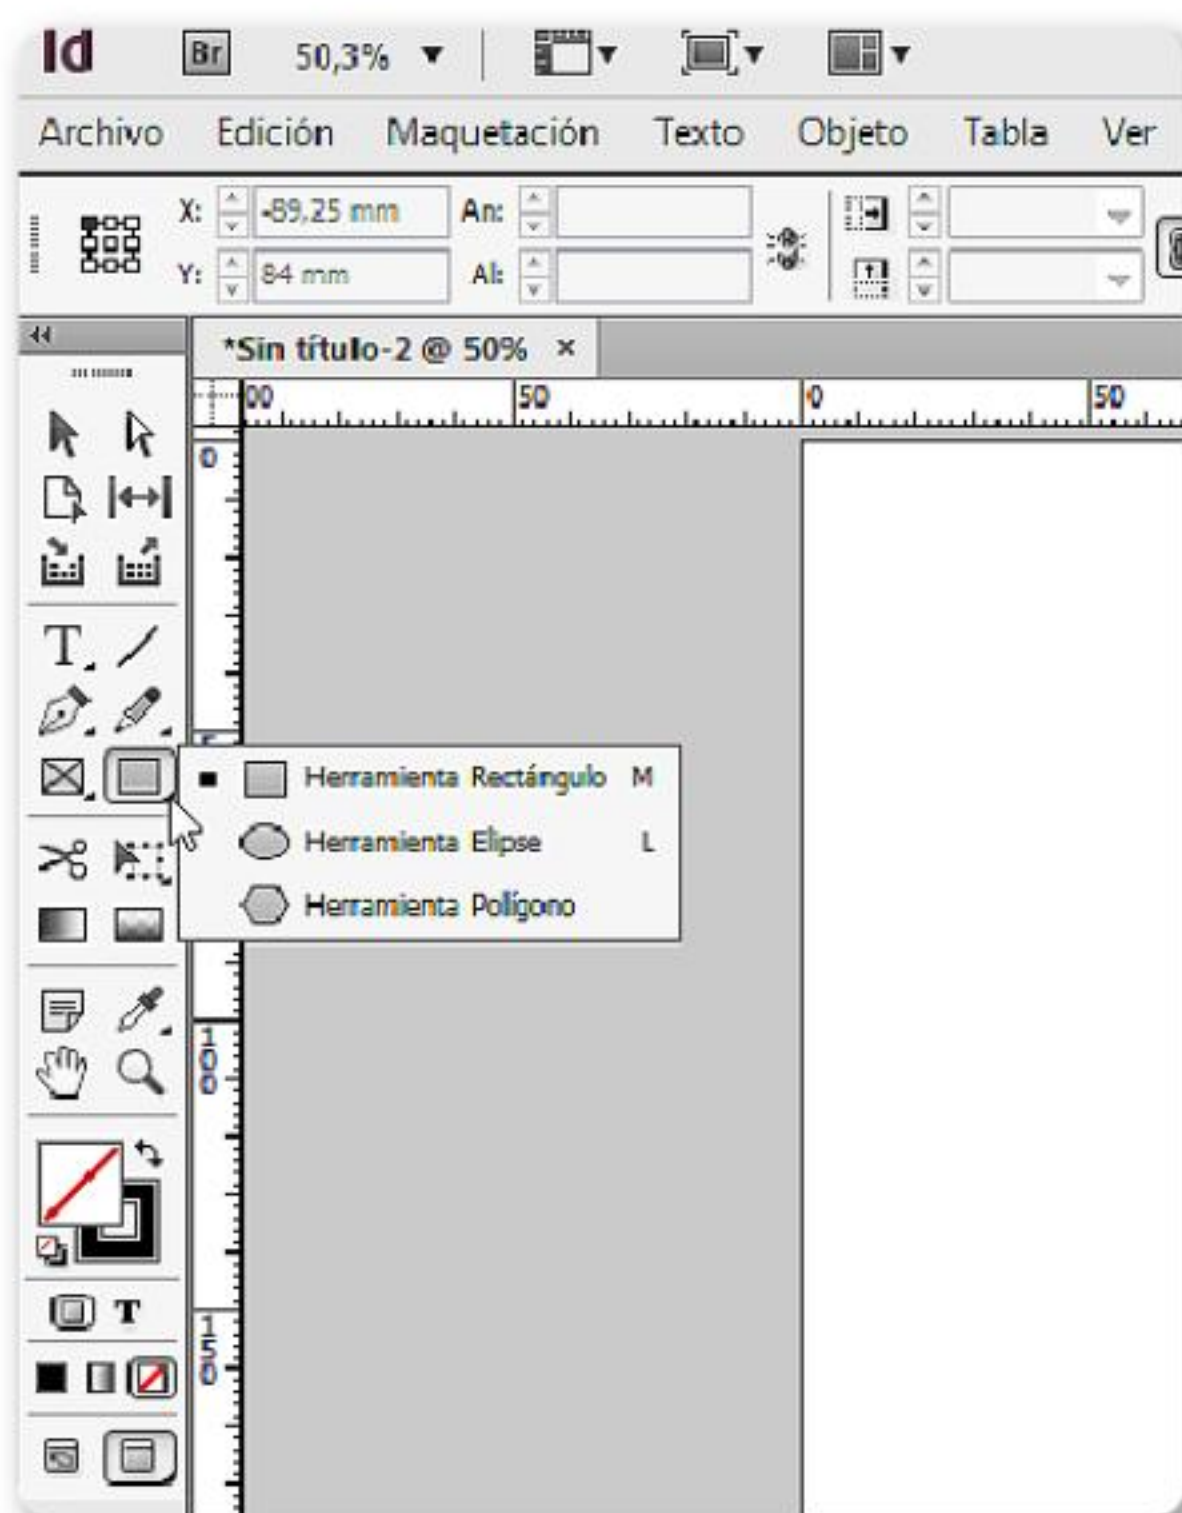 Id Br 50,3%
Archivo Edición Maquetación Texto Objeto Tabla Ver
X: -89,25 mm An:
Y: 84 mm Al:
*Sin título-2 @ 50% ×
00 50 0 50
0
T
Herramienta Rectángulo M
Herramienta Elipse L
Herramienta Polígono
100
T
150